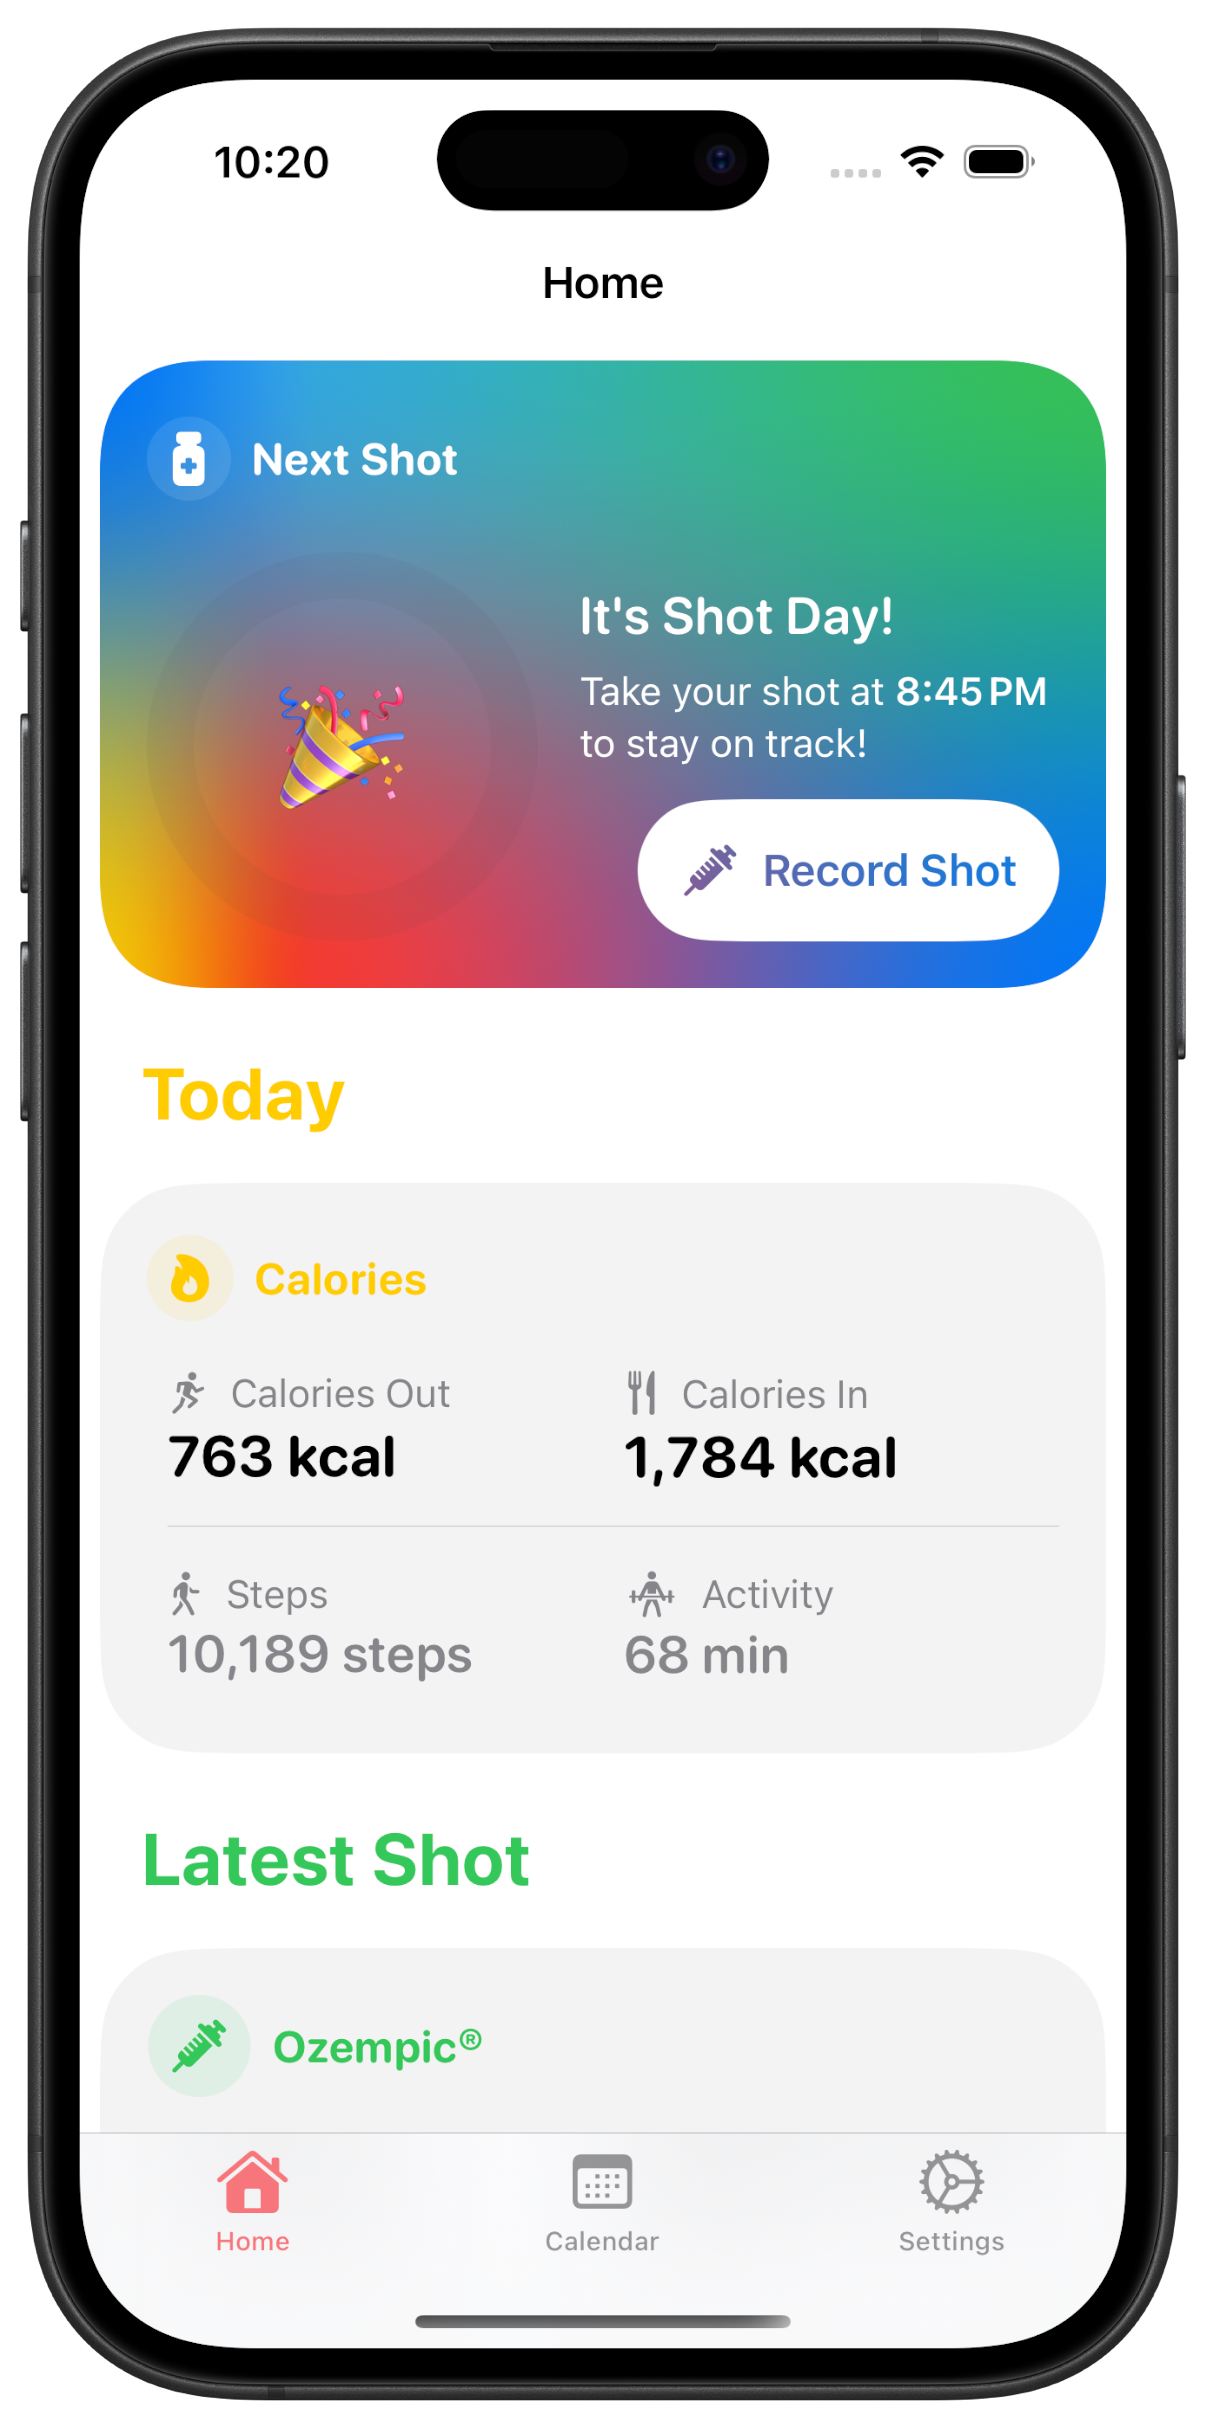 10:20
Home
Next Shot
It's Shot Day!
Take your shot at 8:45 PM
to stay on track!
Record Shot
Today
Calories
Calories Out
763 kcal
Calories In
1,784 kcal
Steps
10,189 steps
Activity
68 min
Latest Shot
Ozempic®
Home
Calendar
Settings